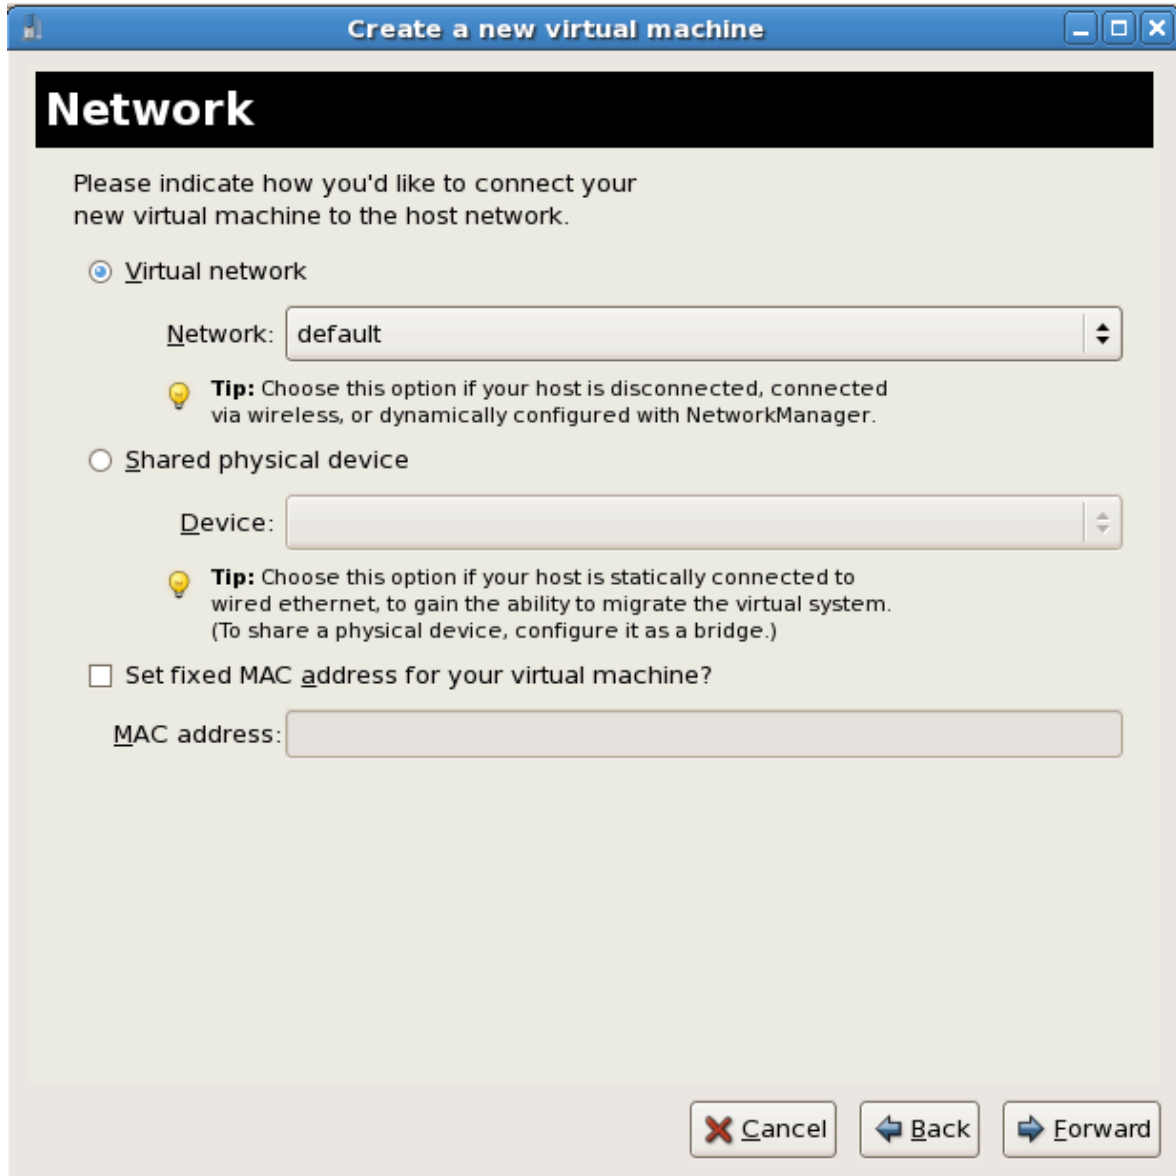 Create a new virtual machine
Network
Please indicate how you'd like to connect your
new virtual machine to the host network.
Virtual network
Network: default
Tip: Choose this option if your host is disconnected, connected
via wireless, or dynamically configured with NetworkManager.
Shared physical device
Device:
Tip: Choose this option if your host is statically connected to
wired ethernet, to gain the ability to migrate the virtual system.
(To share a physical device, configure it as a bridge.)
Set fixed MAC address for your virtual machine?
MAC address:
Cancel Back Forward